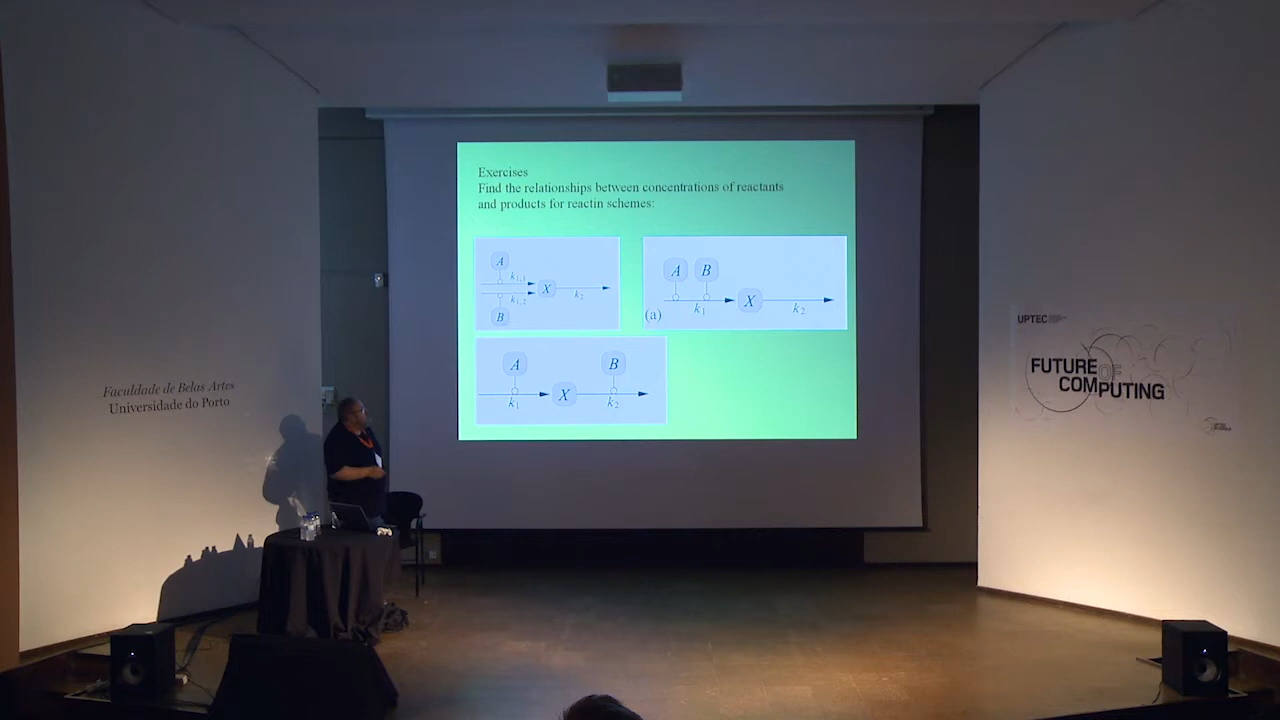 Exercises
Find the relationships between concentrations of reactants
and products for reactin schemes:
A
k1,1
X
k2
k1,2
B
A B
k1
X
k2
(a)
A
B
k1
X
k2
Faculdade de Belas Artes
Universidade do Porto
UPTEC
FUTURE OF
COMPUTING